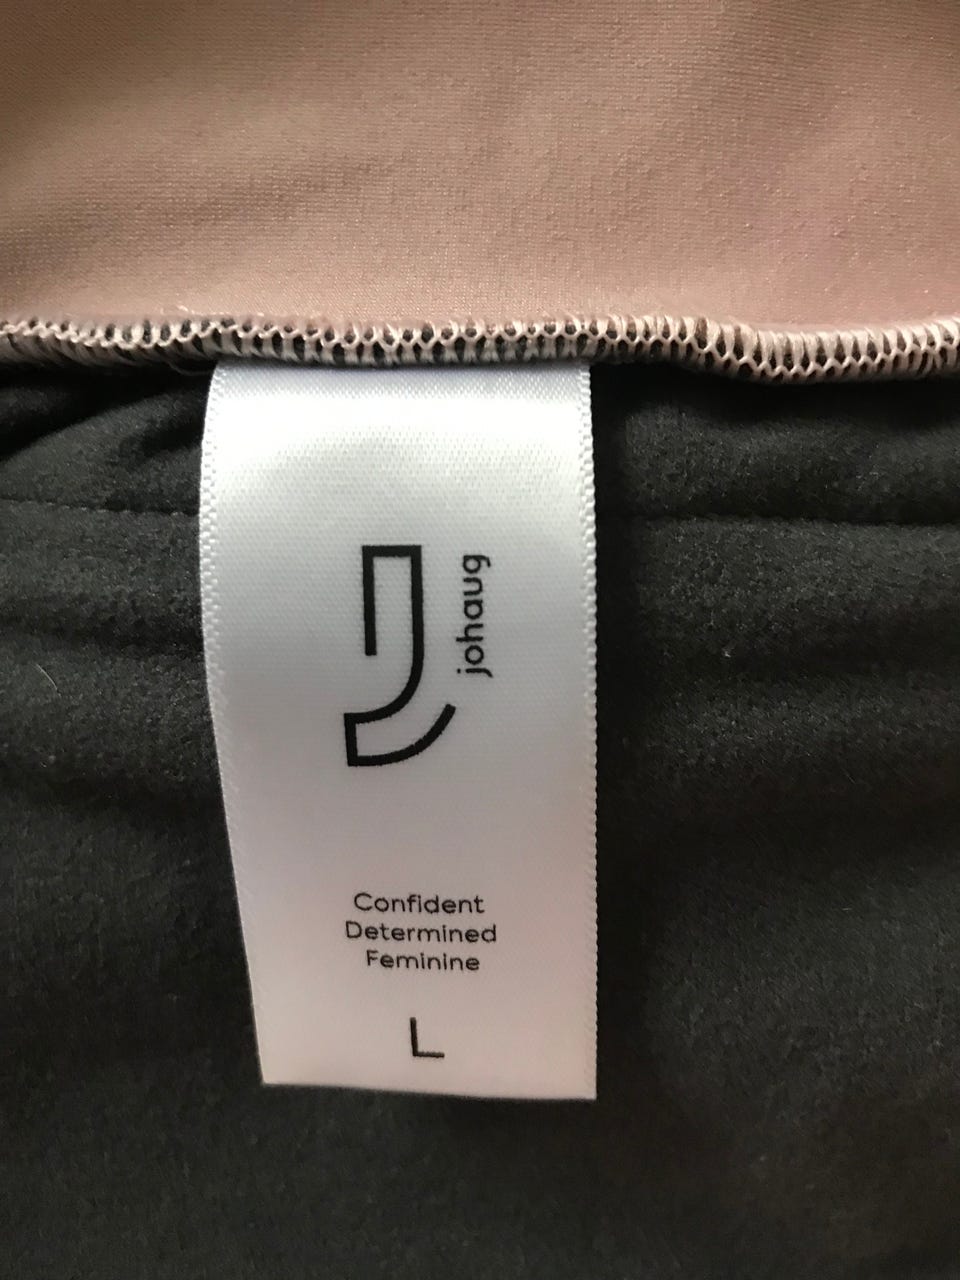 johaug
Confident
Determined
Feminine
L